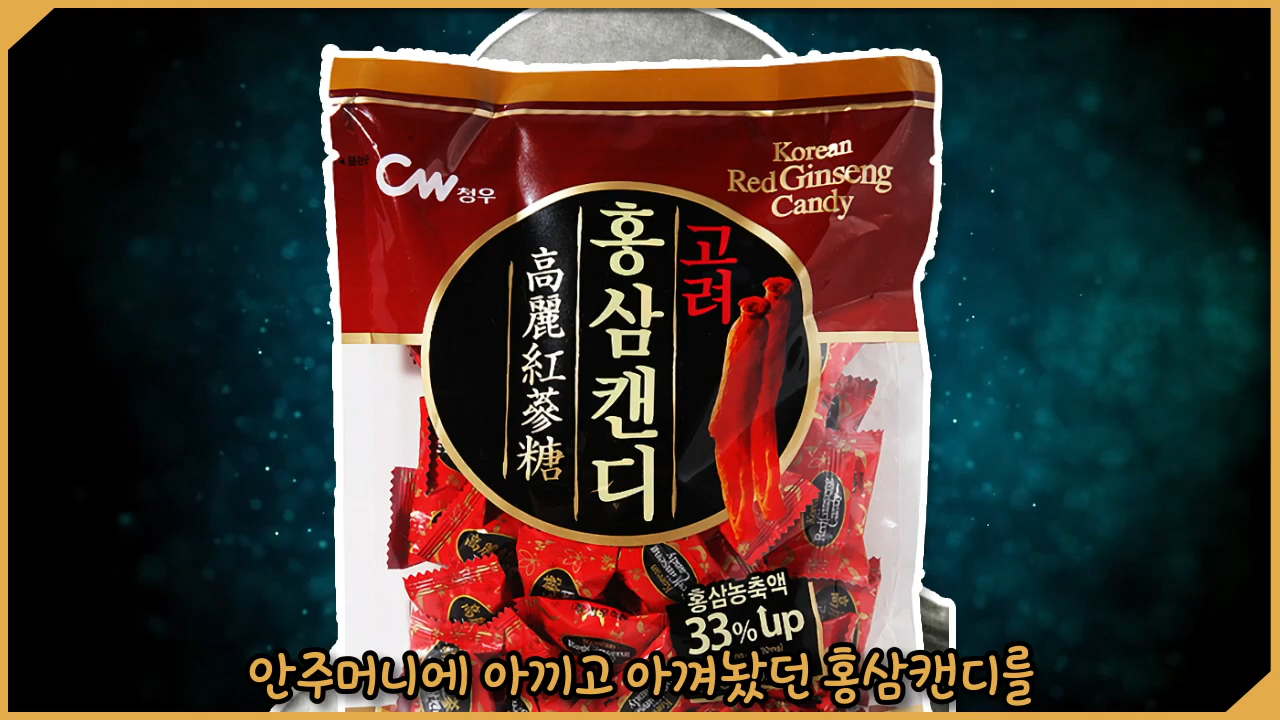 CW청우
Korean
Red Ginseng
Candy
고려
홍삼캔디
高麗紅蔘糖
홍삼농축액
33% up
안주머니에 아끼고 아껴놨던 홍삼캔디를